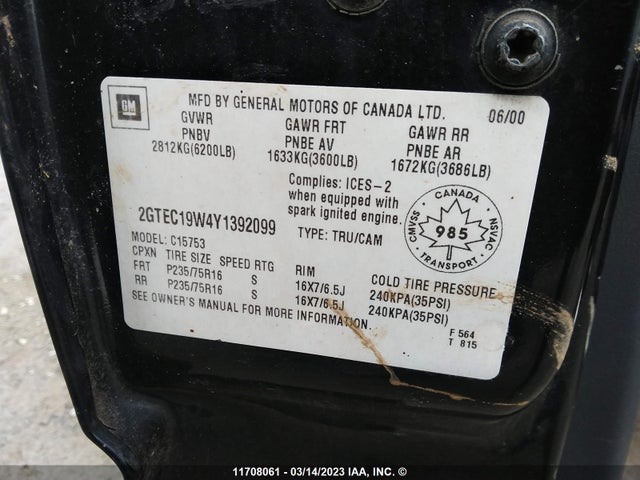 GM
MFD BY GENERAL MOTORS OF CANADA LTD. 06/00
GVWR GAWR FRT GAWR RR
PNBV PNBE AV PNBE AR
2812KG(6200LB) 1633KG(3600LB) 1672KG(3686LB)
Complies: ICES-2
when equipped with
spark ignited engine.
2GTEC19W4Y1392099
TYPE: TRU/CAM
CANADA
CMVSS 985 NSVAC
TRANSPORT
MODEL: C15753
CPXN TIRE SIZE SPEED RTG RIM COLD TIRE PRESSURE
FRT P235/75R16 S 16X7/6.5J 240KPA(35PSI)
RR P235/75R16 S 16X7/6.5J 240KPA(35PSI)
SEE OWNER'S MANUAL FOR MORE INFORMATION.
F 564
T 815
11708061 - 03/14/2023 IAA, Inc. ©